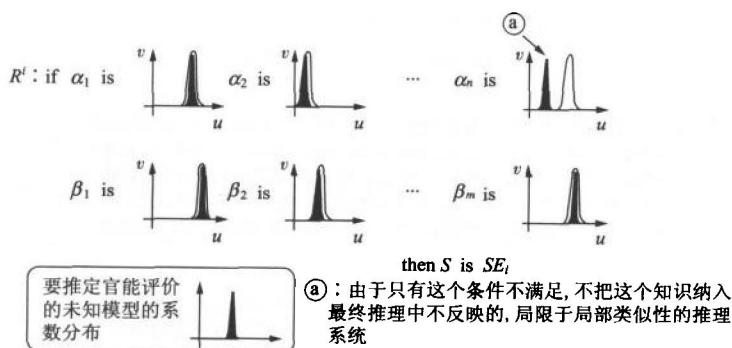 ⓐ
v v v
Rⁱ：if α₁ is α₂ is ··· αₙ is
u u u
v v v
β₁ is β₂ is ··· βₘ is
u u u
then S is SEᵢ
要推定官能评价
的未知模型的系
数分布
ⓐ：由于只有这个条件不满足, 不把这个知识纳入
最终推理中不反映的, 局限于局部类似性的推理
系统